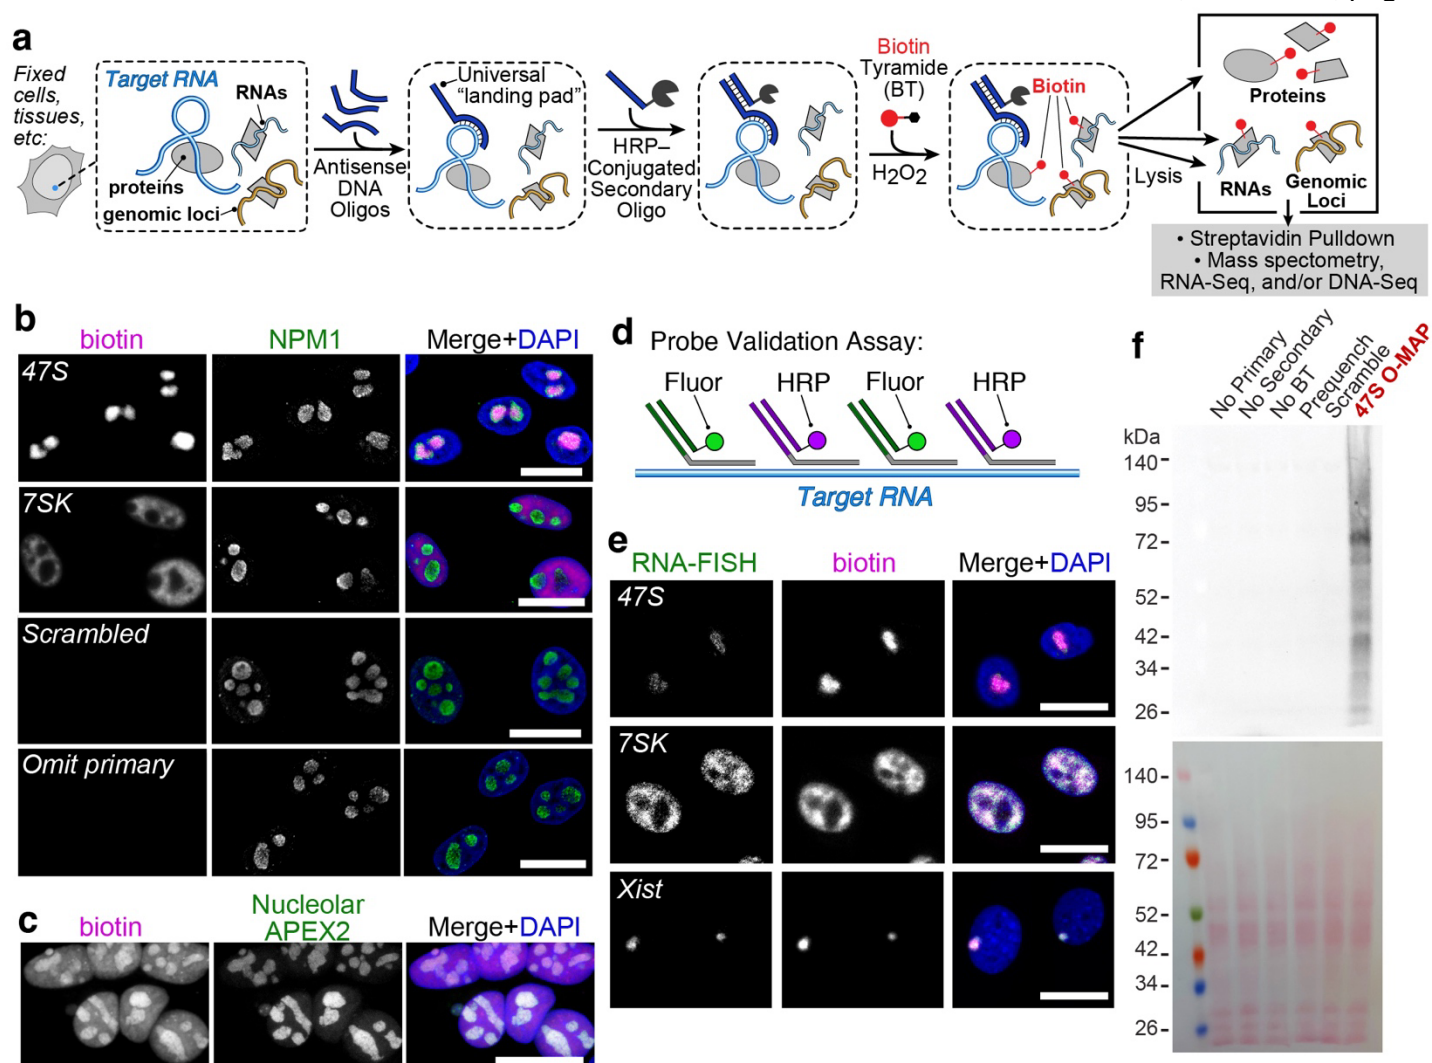 a
Fixed
cells,
tissues,
etc:
Target RNA
RNAs
proteins
genomic loci
Antisense
DNA
Oligos
Universal
“landing pad”
HRP–
Conjugated
Secondary
Oligo
Biotin
Tyramide
(BT)
H2O2
Biotin
Lysis
Proteins
RNAs
Genomic
Loci
• Streptavidin Pulldown
• Mass spectometry,
RNA-Seq, and/or DNA-Seq
b
biotin NPM1 Merge+DAPI
47S
7SK
Scrambled
Omit primary
c
biotin Nucleolar
APEX2 Merge+DAPI
d Probe Validation Assay:
Fluor HRP Fluor HRP
Target RNA
e
RNA-FISH biotin Merge+DAPI
47S
7SK
Xist
f
No Primary
No Secondary
No BT
Prequench
Scramble
47S O-MAP
kDa
140
95
72
52
42
34
26
140
95
72
52
42
34
26